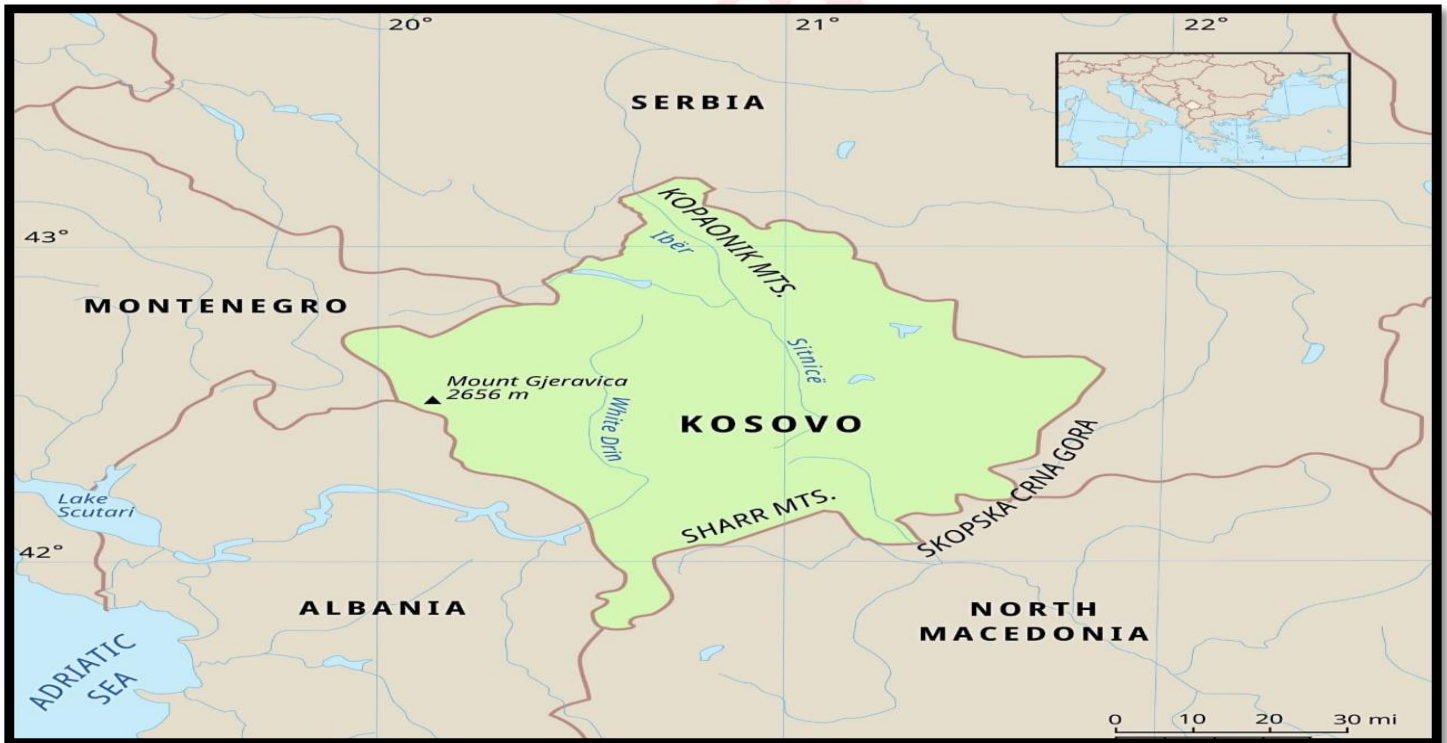 20°
21°
22°
SERBIA
KOPAONIK MTS.
Ibër
43°
MONTENEGRO
Sitnicë
Mount Gjeravica
2656 m
White Drin
KOSOVO
Lake
Scutari
SHARR MTS.
SKOPSKA CRNA GORA
42°
ALBANIA
NORTH
MACEDONIA
ADRIATIC
SEA
0 10 20 30 mi